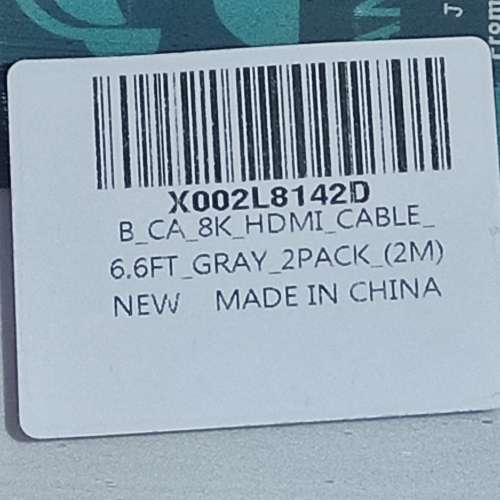 X002L8142D
B_CA_8K_HDMI_CABLE_
6.6FT_GRAY_2PACK_(2M)
NEW MADE IN CHINA